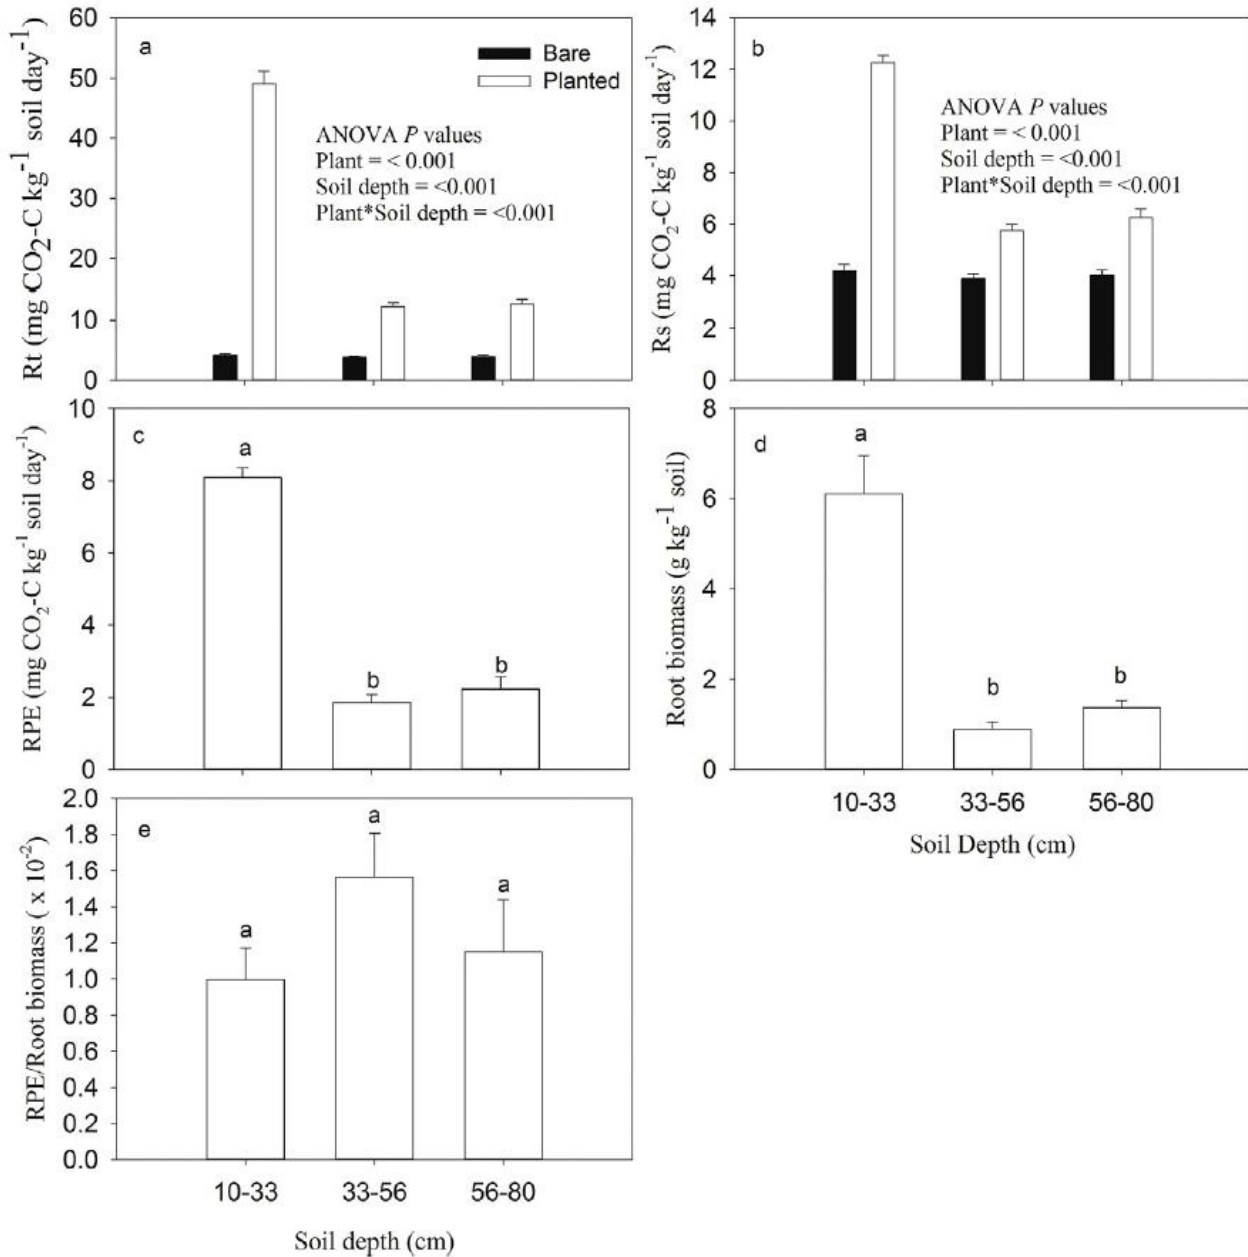 a
Bare
Planted
ANOVA P values
Plant = < 0.001
Soil depth = <0.001
Plant*Soil depth = <0.001
Rt (mg CO₂-C kg⁻¹ soil day⁻¹)
60
50
40
30
20
10
0
b
ANOVA P values
Plant = < 0.001
Soil depth = <0.001
Plant*Soil depth = <0.001
Rs (mg CO₂-C kg⁻¹ soil day⁻¹)
14
12
10
8
6
4
2
0
c
a
b
b
RPE (mg CO₂-C kg⁻¹ soil day⁻¹)
10
8
6
4
2
0
d
a
b
b
Root biomass (g kg⁻¹ soil)
8
6
4
2
0
10-33 33-56 56-80
Soil Depth (cm)
e
a
a
a
RPE/Root biomass ( x 10⁻²)
2.0
1.8
1.6
1.4
1.2
1.0
0.8
0.6
0.4
0.2
0.0
10-33 33-56 56-80
Soil depth (cm)